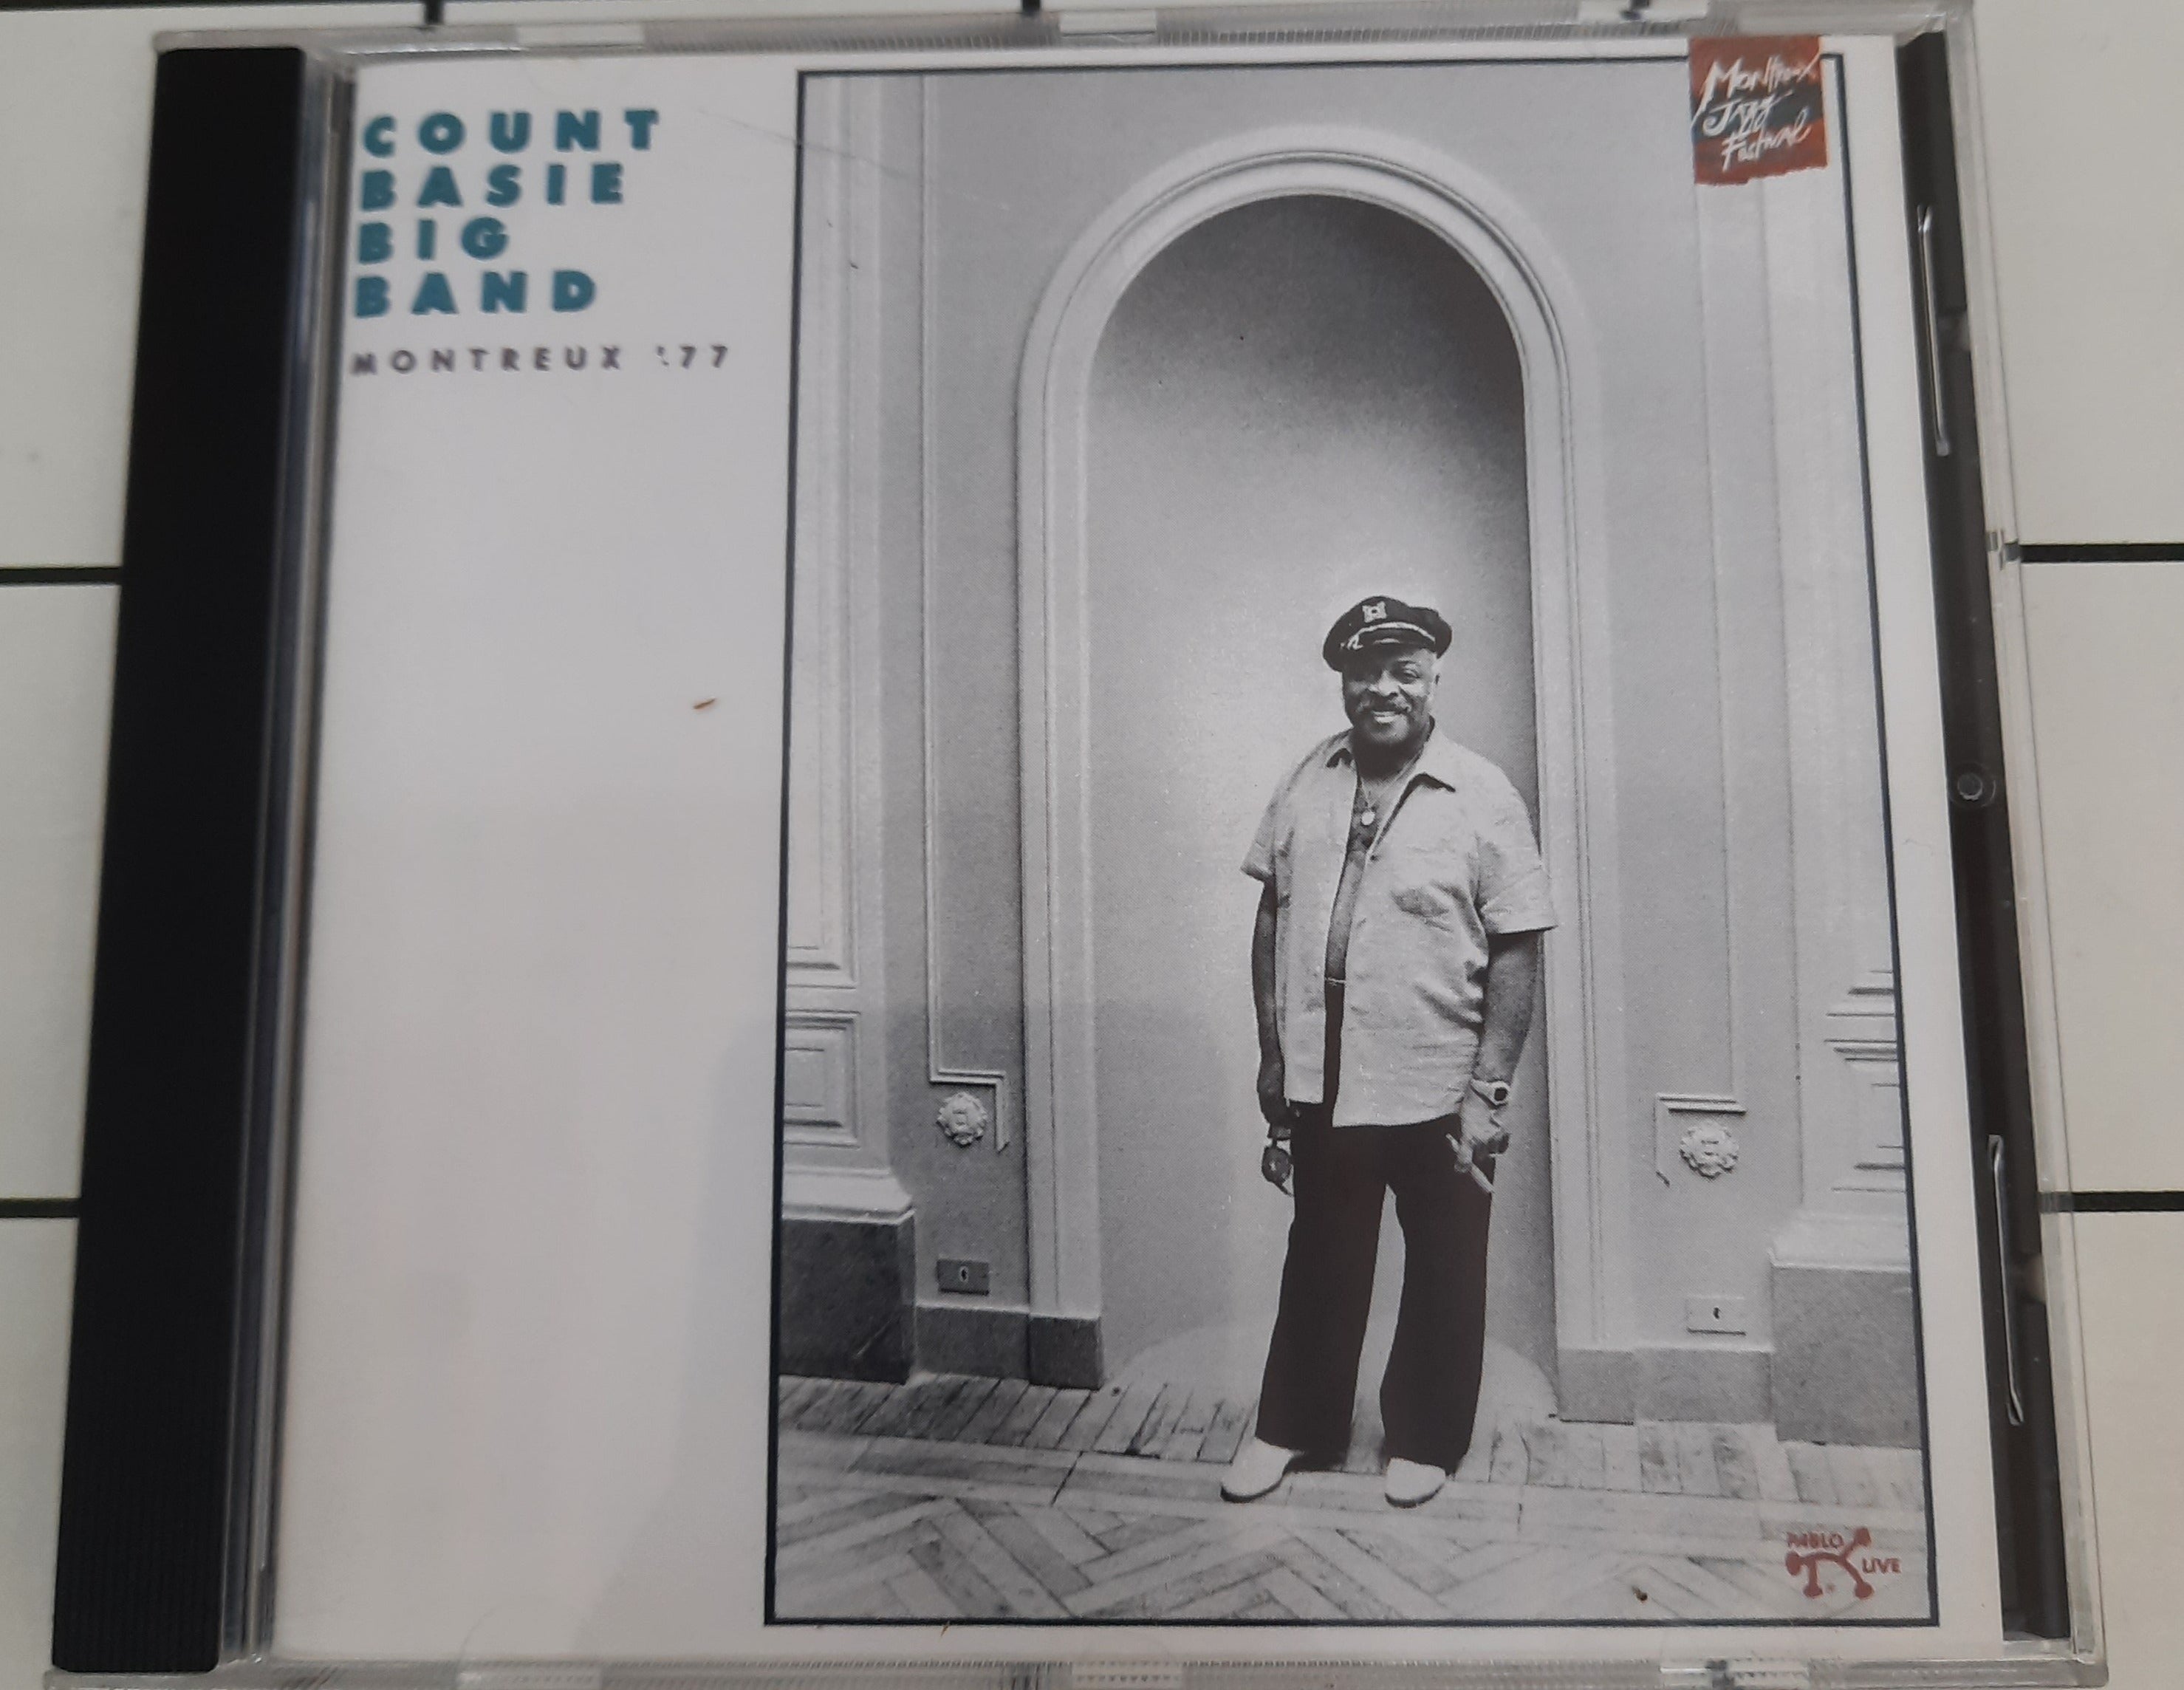 COUNT
BASIE
BIG
BAND
MONTREUX '77
Montreux
Jazz
Festival
PABLO
LIVE